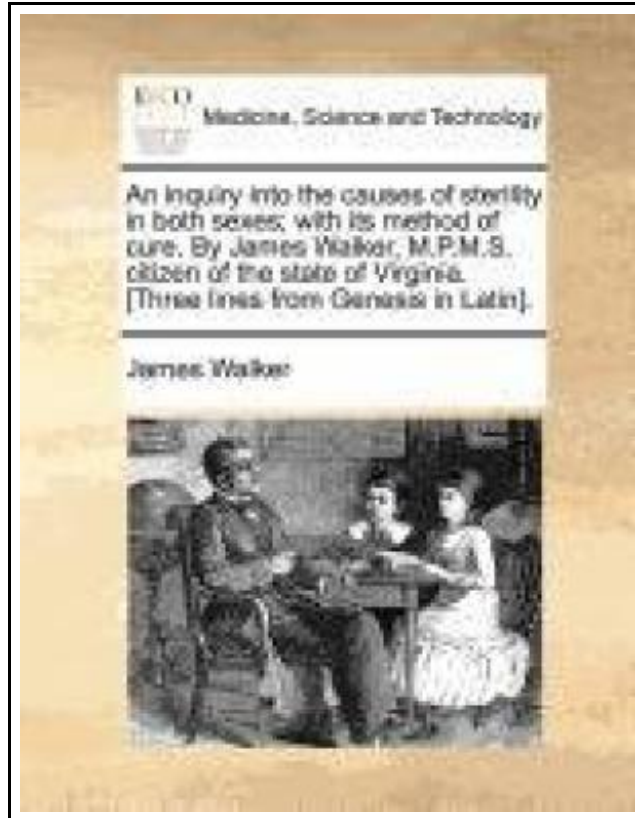 ECCO
Medicine, Science and Technology
An inquiry into the causes of sterility
in both sexes; with its method of
cure. By James Walker, M.P.M.S.
citizen of the state of Virginia.
[Three lines from Genesis in Latin].
James Walker